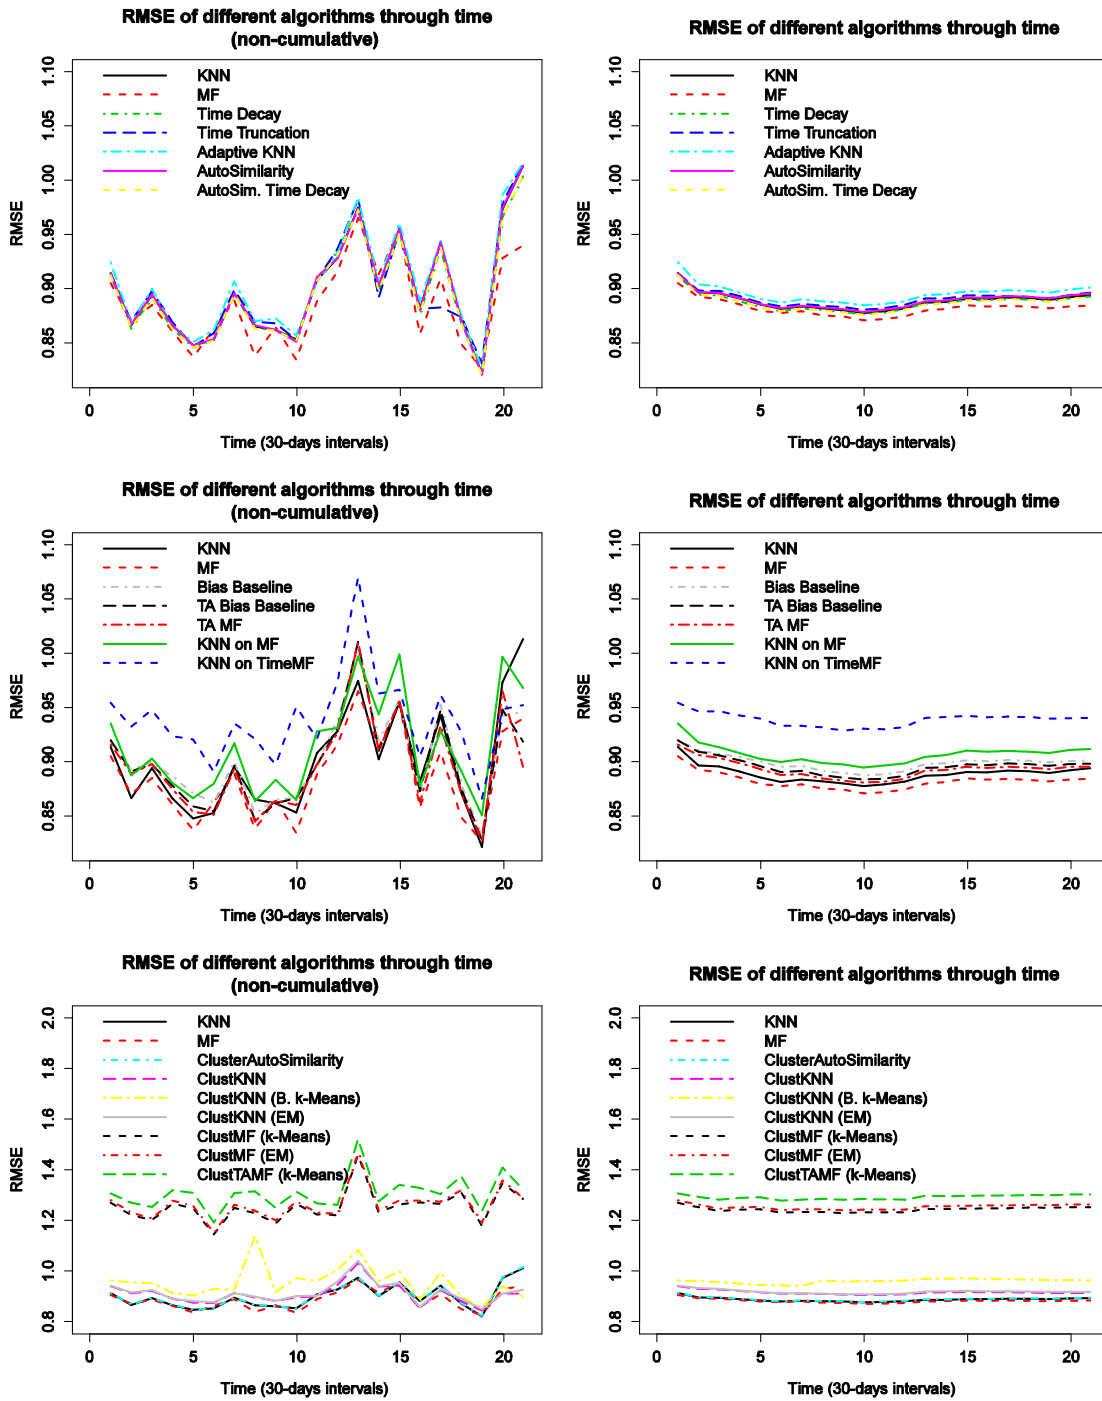 RMSE of different algorithms through time
(non-cumulative)
1.10
1.05
1.00
0.95
0.90
0.85
RMSE
KNN
MF
Time Decay
Time Truncation
Adaptive KNN
AutoSimilarity
AutoSim. Time Decay
0 5 10 15 20
Time (30-days intervals)
RMSE of different algorithms through time
1.10
1.05
1.00
0.95
0.90
0.85
RMSE
KNN
MF
Time Decay
Time Truncation
Adaptive KNN
AutoSimilarity
AutoSim. Time Decay
0 5 10 15 20
Time (30-days intervals)
RMSE of different algorithms through time
(non-cumulative)
1.10
1.05
1.00
0.95
0.90
0.85
RMSE
KNN
MF
Bias Baseline
TA Bias Baseline
TA MF
KNN on MF
KNN on TimeMF
0 5 10 15 20
Time (30-days intervals)
RMSE of different algorithms through time
1.10
1.05
1.00
0.95
0.90
0.85
RMSE
KNN
MF
Bias Baseline
TA Bias Baseline
TA MF
KNN on MF
KNN on TimeMF
0 5 10 15 20
Time (30-days intervals)
RMSE of different algorithms through time
(non-cumulative)
2.0
1.8
1.6
1.4
1.2
1.0
0.8
RMSE
KNN
MF
ClusterAutoSimilarity
ClustKNN
ClustKNN (B. k-Means)
ClustKNN (EM)
ClustMF (k-Means)
ClustMF (EM)
ClustTAMF (k-Means)
0 5 10 15 20
Time (30-days intervals)
RMSE of different algorithms through time
2.0
1.8
1.6
1.4
1.2
1.0
0.8
RMSE
KNN
MF
ClusterAutoSimilarity
ClustKNN
ClustKNN (B. k-Means)
ClustKNN (EM)
ClustMF (k-Means)
ClustMF (EM)
ClustTAMF (k-Means)
0 5 10 15 20
Time (30-days intervals)